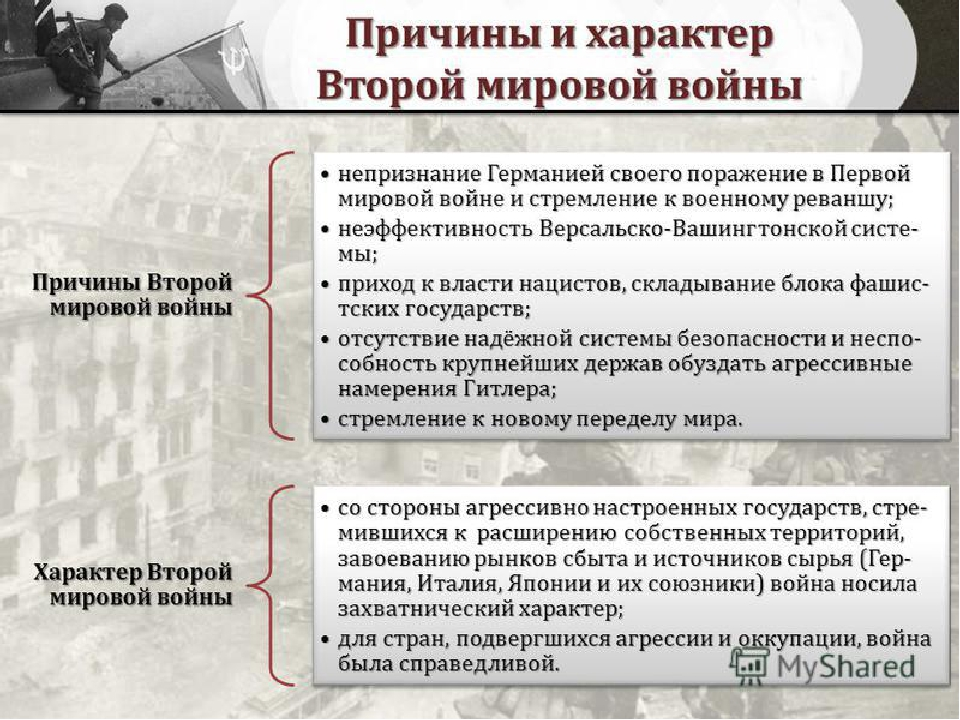 Причины и характер
Второй мировой войны
Причины Второй
мировой войны
• непризнание Германией своего поражение в Первой
мировой войне и стремление к военному реваншу;
• неэффективность Версальско-Вашингтонской систе-
мы;
• приход к власти нацистов, складывание блока фашис-
тских государств;
• отсутствие надёжной системы безопасности и неспо-
собность крупнейших держав обуздать агрессивные
намерения Гитлера;
• стремление к новому переделу мира.
Характер Второй
мировой войны
• со стороны агрессивно настроенных государств, стре-
мившихся к расширению собственных территорий,
завоеванию рынков сбыта и источников сырья (Гер-
мания, Италия, Японии и их союзники) война носила
захватнический характер;
• для стран, подвергшихся агрессии и оккупации, война
была справедливой.
MyShared